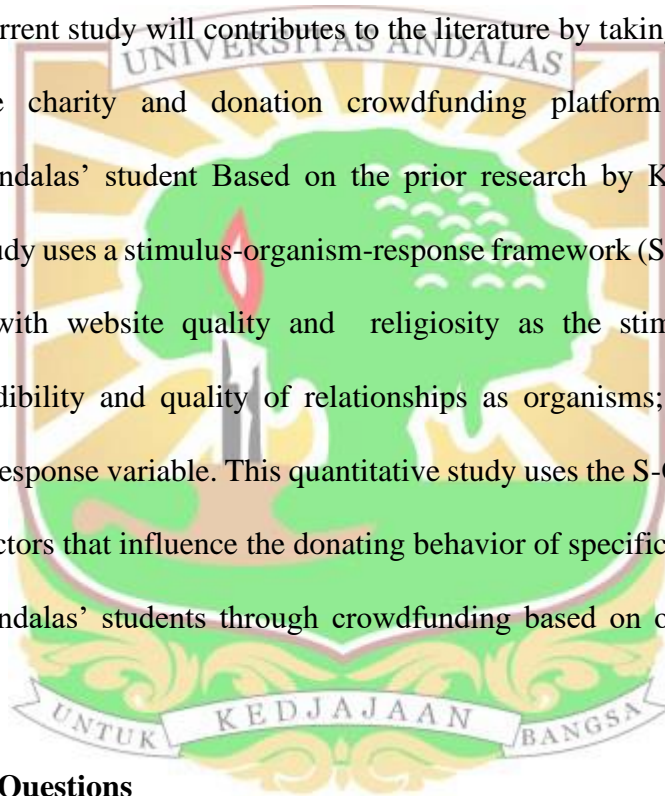 rrent study will contributes to the literature by taking
UNIVERSITAS ANDALAS
e charity and donation crowdfunding platform
ndalas’ student Based on the prior research by K
udy uses a stimulus-organism-response framework (S
with website quality and religiosity as the stim
dibility and quality of relationships as organisms;
esponse variable. This quantitative study uses the S-
ctors that influence the donating behavior of specific
ndalas’ students through crowdfunding based on o
UNTUK KEDJAJAAN BANGSA
Questions